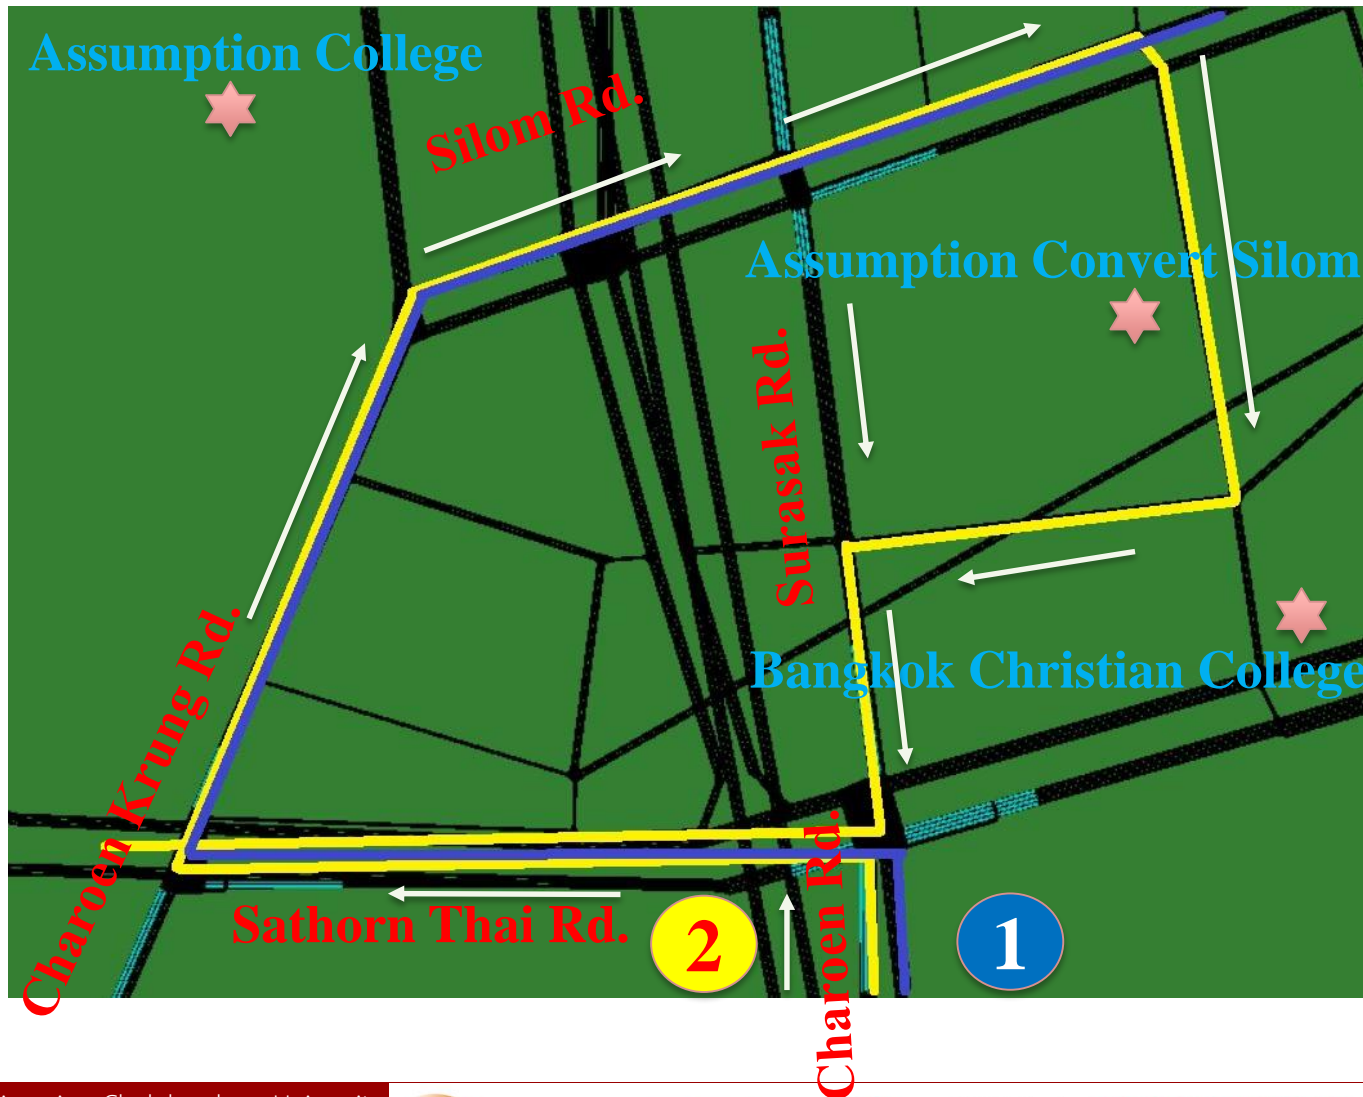 Assumption College
Silom Rd.
Assumption Convert Silom
Surasak Rd.
Bangkok Christian College
Charoen Krung Rd.
Sathorn Thai Rd.
2
Charoen Rd.
1